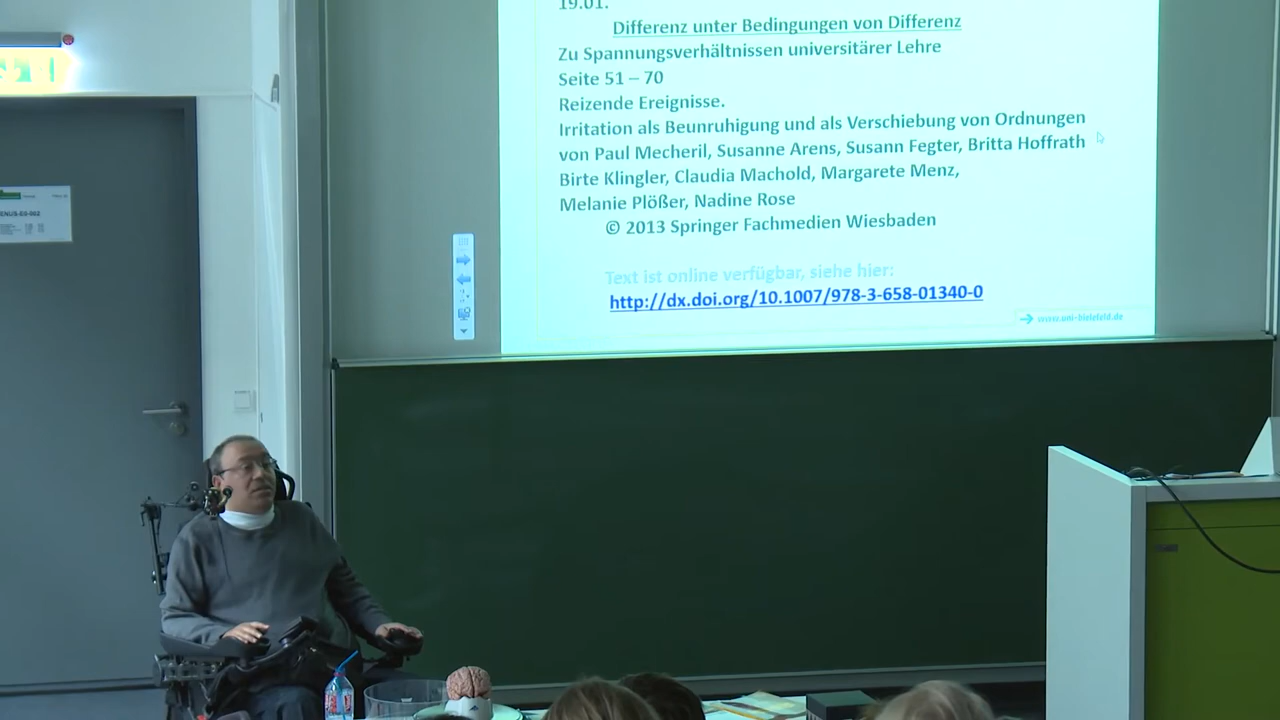 19.01.
Differenz unter Bedingungen von Differenz
Zu Spannungsverhältnissen universitärer Lehre
Seite 51 – 70
Reizende Ereignisse.
Irritation als Beunruhigung und als Verschiebung von Ordnungen
von Paul Mecheril, Susanne Arens, Susann Fegter, Britta Hoffrath
Birte Klingler, Claudia Machold, Margarete Menz,
Melanie Plößer, Nadine Rose
© 2013 Springer Fachmedien Wiesbaden
Text ist online verfügbar, siehe hier:
http://dx.doi.org/10.1007/978-3-658-01340-0
www.uni-bielefeld.de